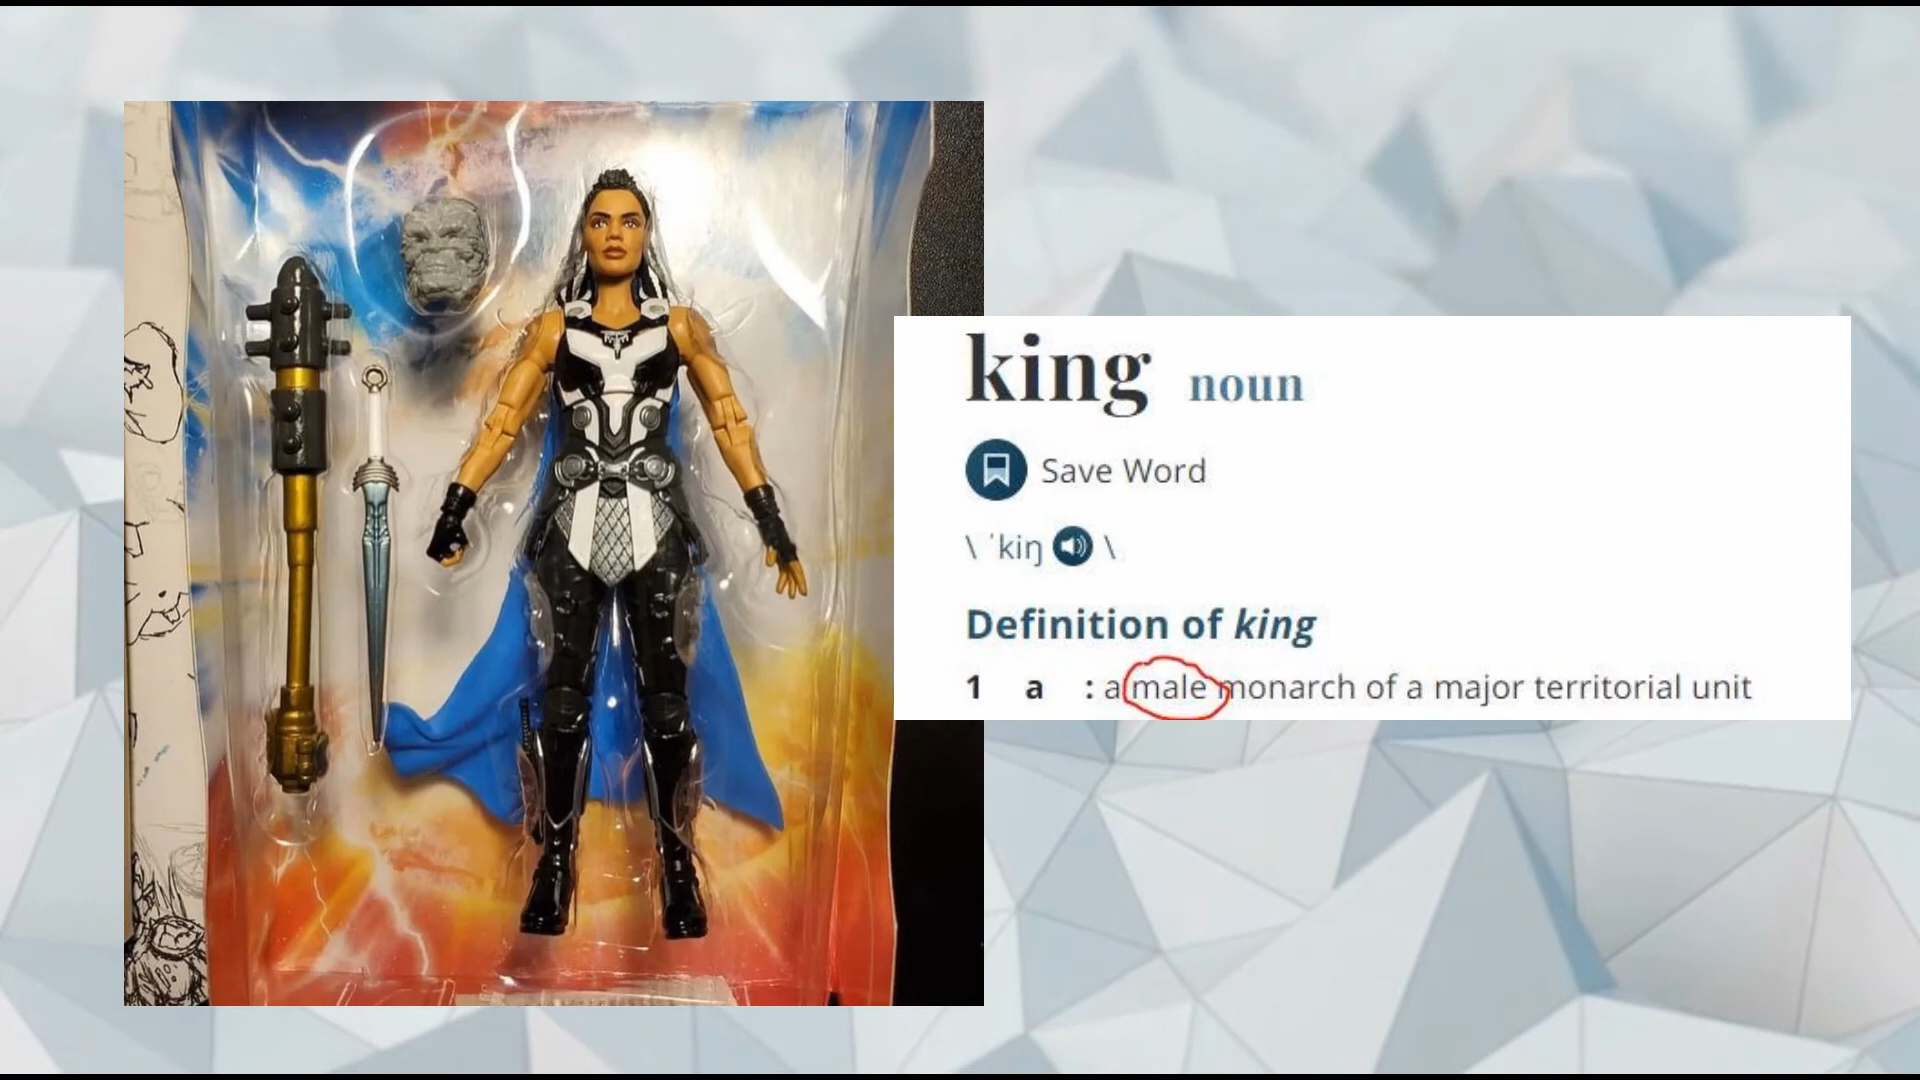 king noun
Save Word
\ ˈkiŋ \
Definition of king
1 a : a male monarch of a major territorial unit